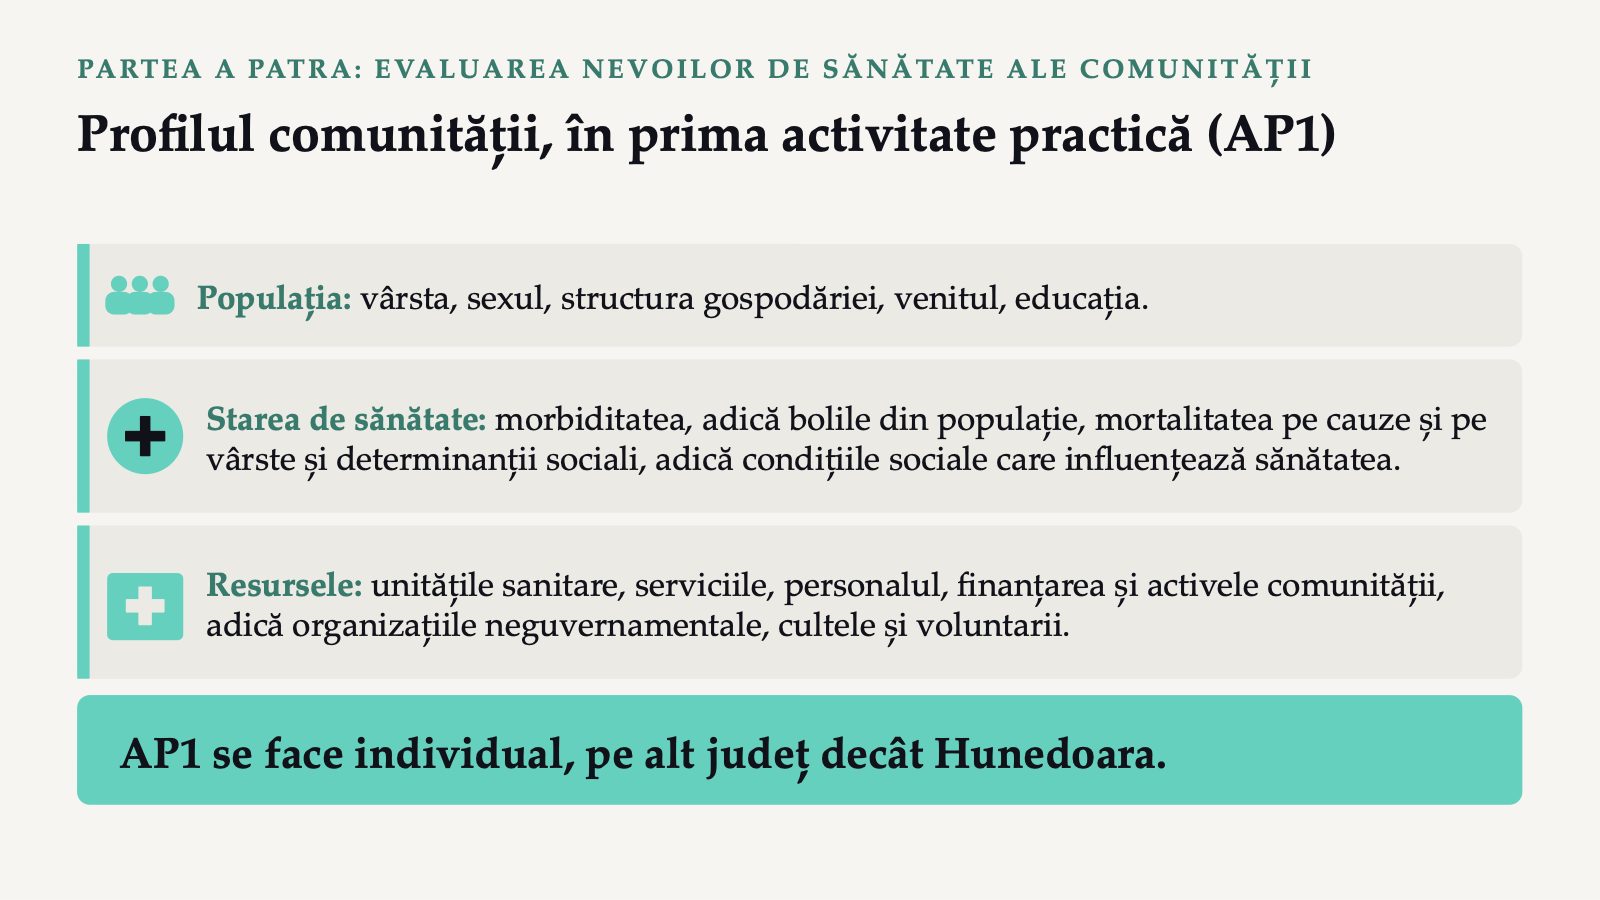 PARTEA A PATRA: EVALUAREA NEVOILOR DE SĂNĂTATE ALE COMUNITĂȚII
Profilul comunității, în prima activitate practică (AP1)
Populația: vârsta, sexul, structura gospodăriei, venitul, educația.
Starea de sănătate: morbiditatea, adică bolile din populație, mortalitatea pe cauze și pe
vârste și determinanții sociali, adică condițiile sociale care influențează sănătatea.
Resursele: unitățile sanitare, serviciile, personalul, finanțarea și activele comunității,
adică organizațiile neguvernamentale, cultele și voluntarii.
AP1 se face individual, pe alt județ decât Hunedoara.